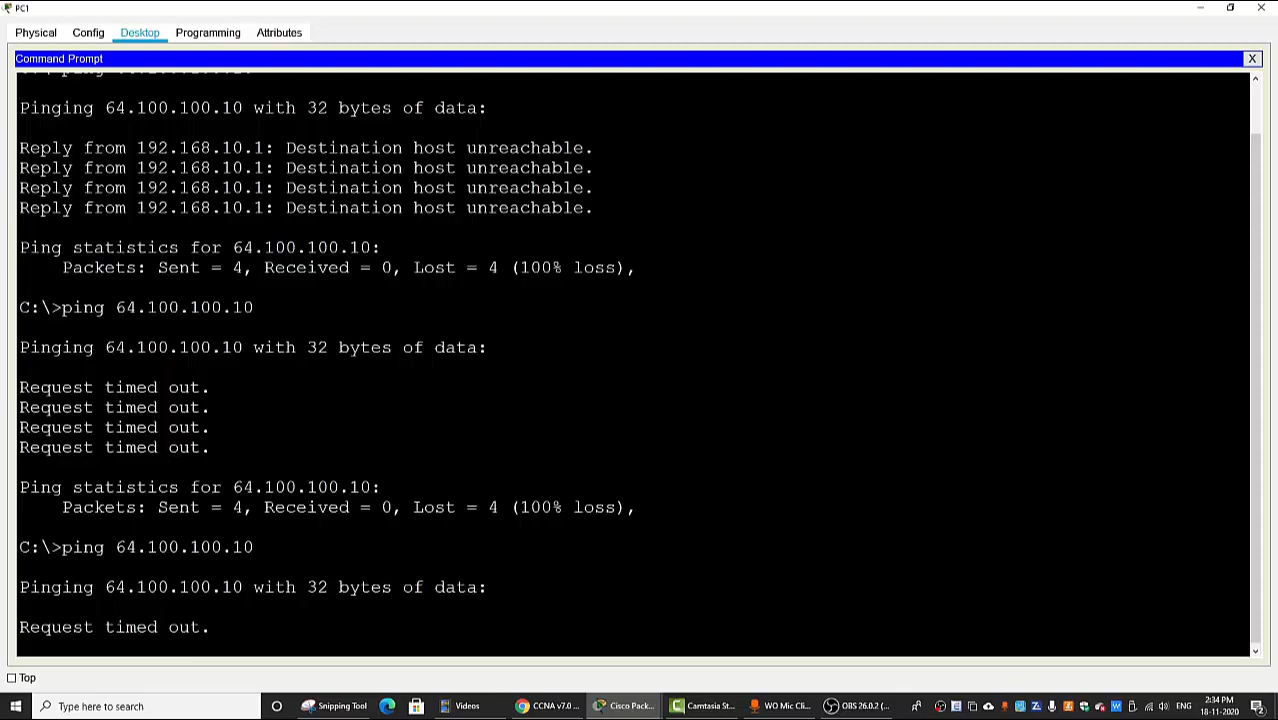 PC1
Physical Config Desktop Programming Attributes
Command Prompt X
Pinging 64.100.100.10 with 32 bytes of data:
Reply from 192.168.10.1: Destination host unreachable.
Reply from 192.168.10.1: Destination host unreachable.
Reply from 192.168.10.1: Destination host unreachable.
Reply from 192.168.10.1: Destination host unreachable.
Ping statistics for 64.100.100.10:
Packets: Sent = 4, Received = 0, Lost = 4 (100% loss),
C:\>ping 64.100.100.10
Pinging 64.100.100.10 with 32 bytes of data:
Request timed out.
Request timed out.
Request timed out.
Request timed out.
Ping statistics for 64.100.100.10:
Packets: Sent = 4, Received = 0, Lost = 4 (100% loss),
C:\>ping 64.100.100.10
Pinging 64.100.100.10 with 32 bytes of data:
Request timed out.
Top
Type here to search Snipping Tool Videos CCNA v7.0 ... Cisco Pack... Camtasia St... WO Mic Cli... OBS 26.0.2 (... ENG 2:34 PM
18-11-2020